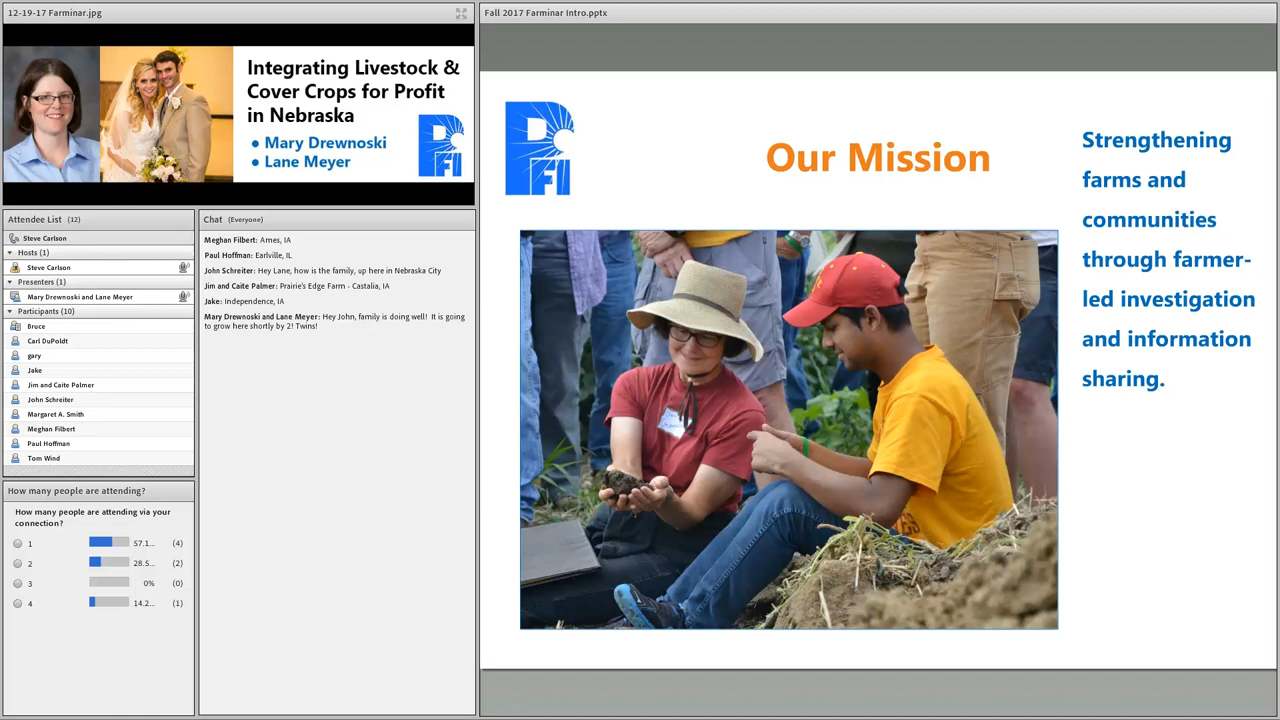 12-19-17 Farminar.jpg
Integrating Livestock &
Cover Crops for Profit
in Nebraska
• Mary Drewnoski
• Lane Meyer
PFI
Attendee List (12)
Steve Carlson
Hosts (1)
Steve Carlson
Presenters (1)
Mary Drewnoski and Lane Meyer
Participants (10)
Bruce
Carl DuPoldt
gary
Jake
Jim and Caite Palmer
John Schreiter
Margaret A. Smith
Meghan Filbert
Paul Hoffman
Tom Wind
How many people are attending?
How many people are attending via your
connection?
1 57.1... (4)
2 28.5... (2)
3 0% (0)
4 14.2... (1)
Chat (Everyone)
Meghan Filbert: Ames, IA
Paul Hoffman: Earlville, IL
John Schreiter: Hey Lane, how is the family, up here in Nebraska City
Jim and Caite Palmer: Prairie's Edge Farm - Castalia, IA
Jake: Independence, IA
Mary Drewnoski and Lane Meyer: Hey John, family is doing well! It is going
to grow here shortly by 2! Twins!
Fall 2017 Farminar Intro.pptx
PFI
Our Mission
Strengthening
farms and
communities
through farmer-
led investigation
and information
sharing.